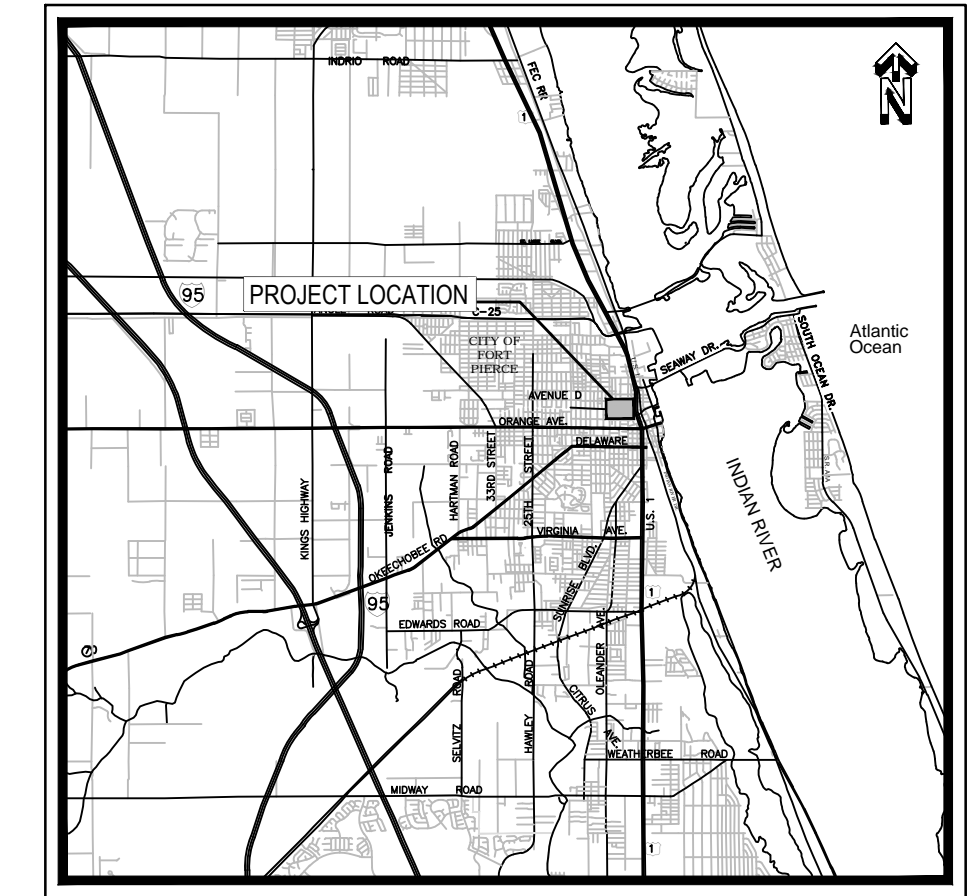 INDRIO ROAD
FEC RR
1
N
95
PROJECT LOCATION
C-25
CITY OF
FORT
PIERCE
SEAWAY DR.
SOUTH OCEAN DR.
Atlantic
Ocean
AVENUE D
ORANGE AVE.
DELAWARE
KINGS HIGHWAY
JENKINS ROAD
HARTMAN ROAD
33RD STREET
25TH STREET
U.S. 1
INDIAN RIVER
S.R. A1A
VIRGINIA AVE.
OKEECHOBEE RD
SUNRISE BLVD.
95
1
EDWARDS ROAD
70
SELVITZ ROAD
HAWLEY ROAD
CITRUS AVE.
OLEANDER AVE.
WEATHERBEE ROAD
MIDWAY ROAD
1